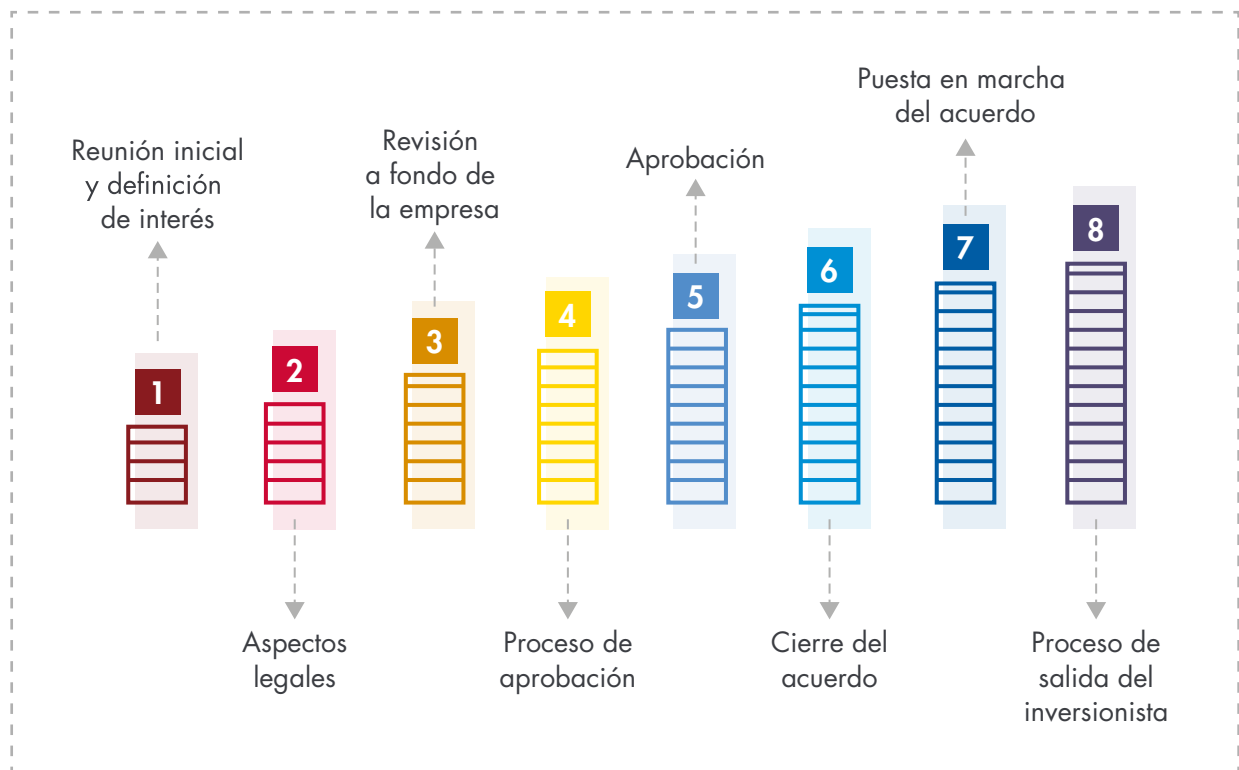 Reunión inicial
y definición
de interés
1
Aspectos
legales
2
Revisión
a fondo de
la empresa
3
Proceso de
aprobación
4
Aprobación
5
Cierre del
acuerdo
6
Puesta en marcha
del acuerdo
7
Proceso de
salida del
inversionista
8